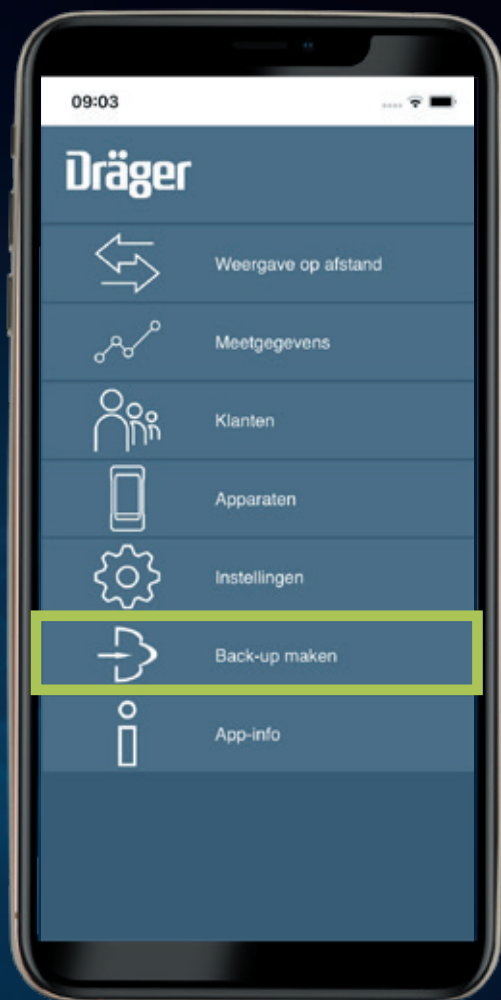 09:03
Dräger
Weergave op afstand
Meetgegevens
Klanten
Apparaten
Instellingen
Back-up maken
App-info